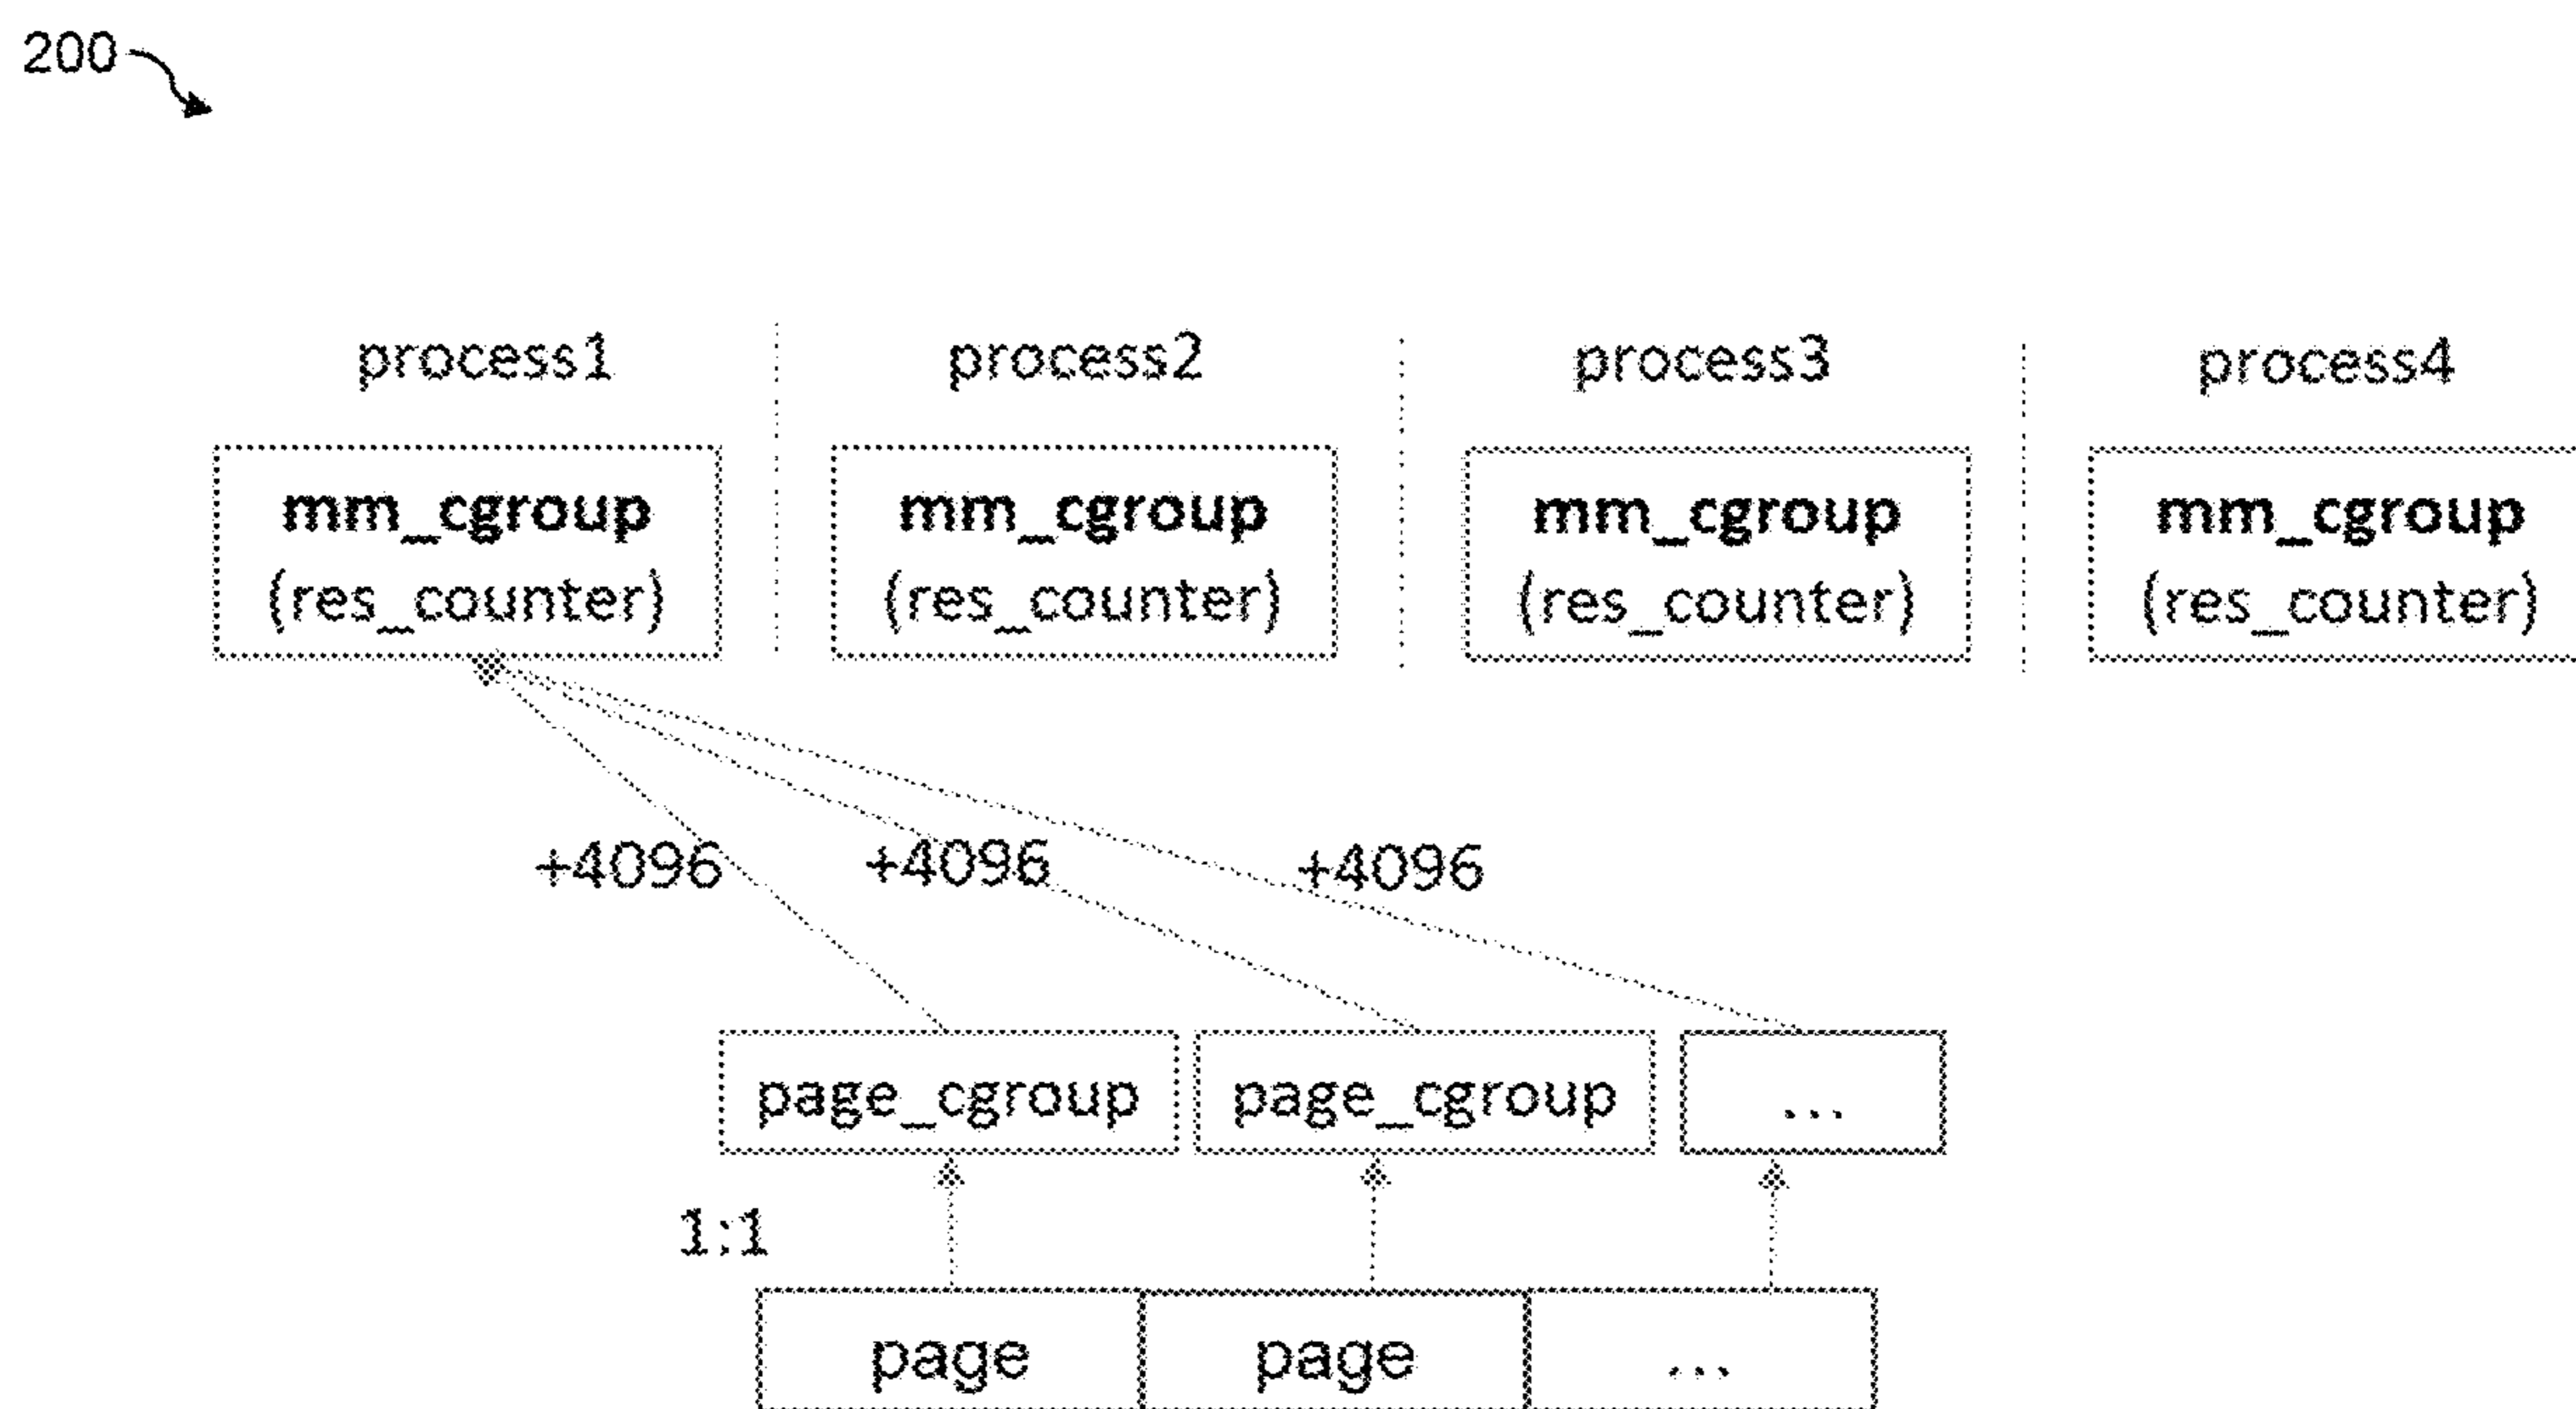 200
process1 process2 process3 process4
mm_cgroup mm_cgroup mm_cgroup mm_cgroup
(res_counter) (res_counter) (res_counter) (res_counter)
+4096 +4096 +4096
page_cgroup page_cgroup ...
1:1
page page ...